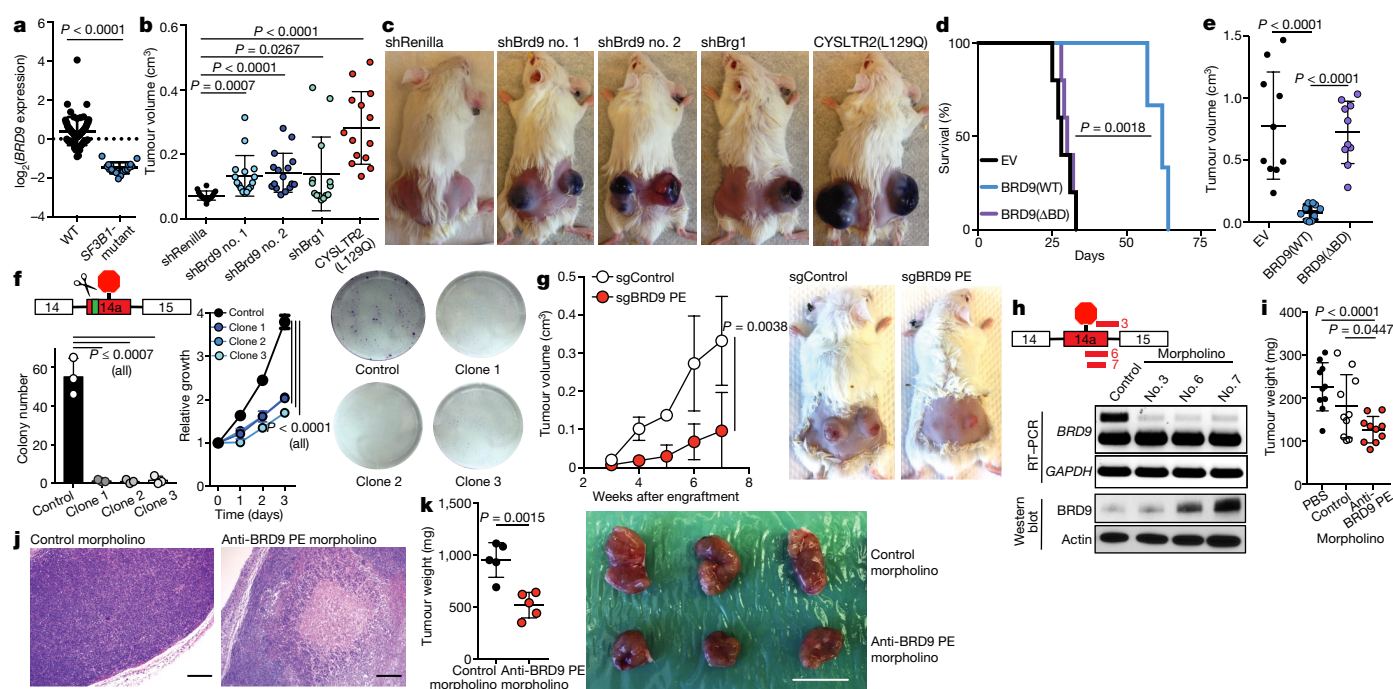 a
6
4
2
0
−2
−4
log2(BRD9 expression)
P < 0.0001
WT
SF3B1-
mutant
b
0.6
0.4
0.2
0.0
Tumour volume (cm3)
P < 0.0001
P = 0.0267
P < 0.0001
P = 0.0007
shRenilla
shBrd9 no. 1
shBrd9 no. 2
shBrg1
CYSLTR2
(L129Q)
c
shRenilla
shBrd9 no. 1
shBrd9 no. 2
shBrg1
CYSLTR2(L129Q)
d
100
50
0
Survival (%)
P = 0.0018
EV
BRD9(WT)
BRD9(ΔBD)
0
25
50
75
Days
e
P < 0.0001
P < 0.0001
1.5
1.0
0.5
0
Tumour volume (cm3)
EV
BRD9(WT)
BRD9(ΔBD)
f
14
14a
15
60
40
20
0
Colony number
P ≤ 0.0007
(all)
Control
Clone 1
Clone 2
Clone 3
4
3
2
1
Relative growth
Control
Clone 1
Clone 2
Clone 3
P < 0.0001
(all)
0
1
2
3
Time (days)
Control
Clone 1
Clone 2
Clone 3
g
0.5
0.4
0.3
0.2
0.1
0
Tumour volume (cm3)
sgControl
sgBRD9 PE
P = 0.0038
2
4
6
8
Weeks after engraftment
sgControl
sgBRD9 PE
h
14
14a
15
3
6
7
Morpholino
Control
No. 3
No. 6
No. 7
RT–PCR
BRD9
GAPDH
Western
blot
BRD9
Actin
i
P < 0.0001
P = 0.0447
400
300
200
100
0
Tumour weight (mg)
PBS
Control
Anti-
BRD9 PE
Morpholino
j
Control morpholino
Anti-BRD9 PE morpholino
k
1,500
1,000
500
0
Tumour weight (mg)
P = 0.0015
Control Anti-BRD9 PE
morpholino morpholino
Control
morpholino
Anti-BRD9 PE
morpholino